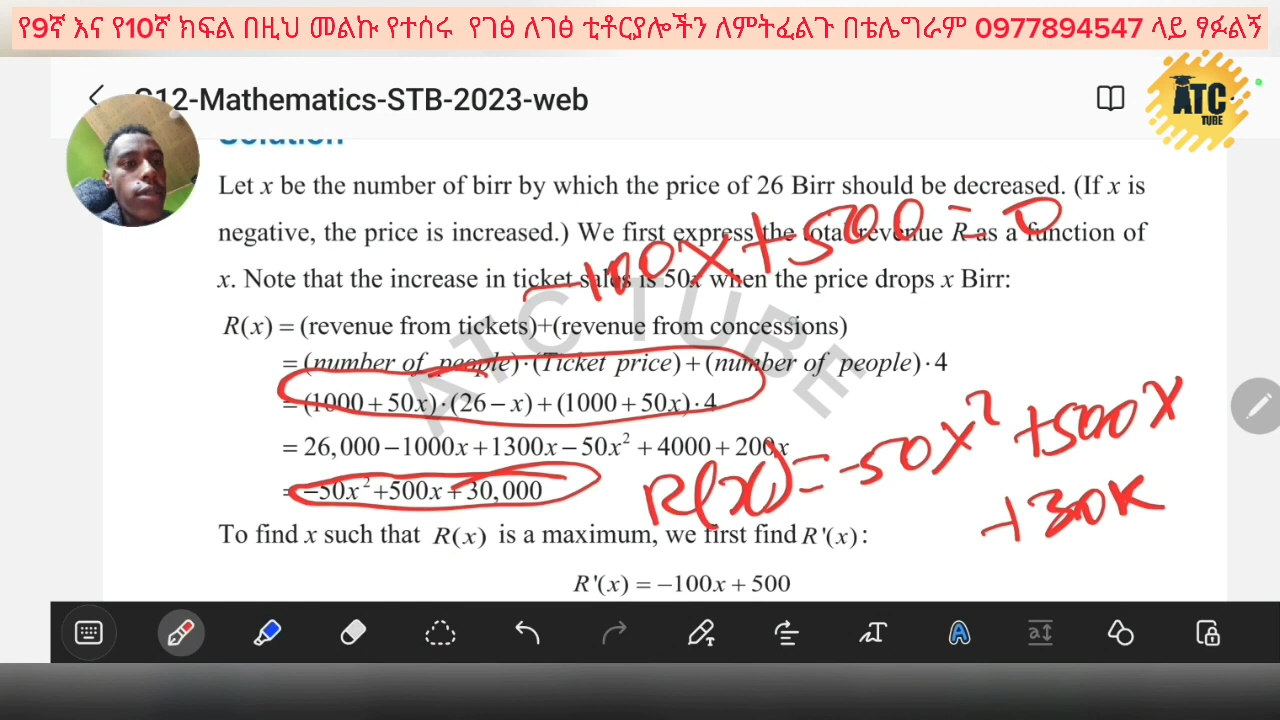 የ9ኛ እና የ10ኛ ክፍል በዚህ መልኩ የተሰሩ የገፅ ለገፅ ቲቶርያሎችን ለምትፈልጉ በቴሌግራም 0977894547 ላይ ፃፉልኝ
12-Mathematics-STB-2023-web
ATC
TUBE
Solution
Let x be the number of birr by which the price of 26 Birr should be decreased. (If x is
negative, the price is increased.) We first express the total revenue R as a function of
-100x+500=0
x. Note that the increase in ticket sales is 50x when the price drops x Birr:
R(x) = (revenue from tickets)+(revenue from concessions)
= (number of people)·(Ticket price)+(number of people)·4
= (1000+50x)·(26−x)+(1000+50x)·4
= 26,000−1000x+1300x−50x²+4000+200x
= −50x²+500x+30,000
R(x)=-50x²+500x
+30K
To find x such that R(x) is a maximum, we first find R'(x):
R'(x) = −100x+500
ATC TUBE